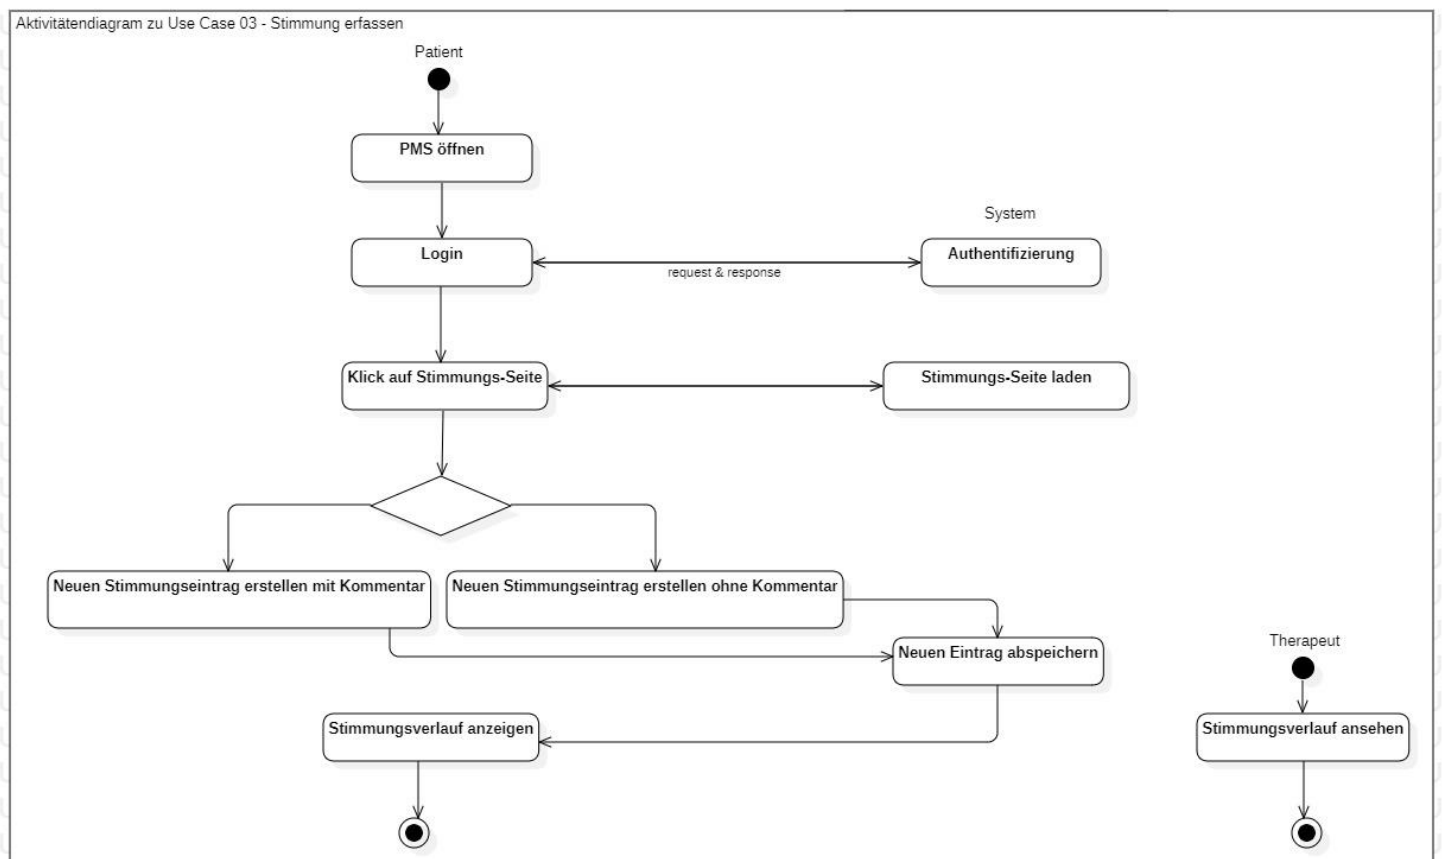 Aktivitätendiagram zu Use Case 03 - Stimmung erfassen
Patient
PMS öffnen
System
Login
Authentifizierung
request & response
Klick auf Stimmungs-Seite
Stimmungs-Seite laden
Neuen Stimmungseintrag erstellen mit Kommentar
Neuen Stimmungseintrag erstellen ohne Kommentar
Neuen Eintrag abspeichern
Therapeut
Stimmungsverlauf anzeigen
Stimmungsverlauf ansehen